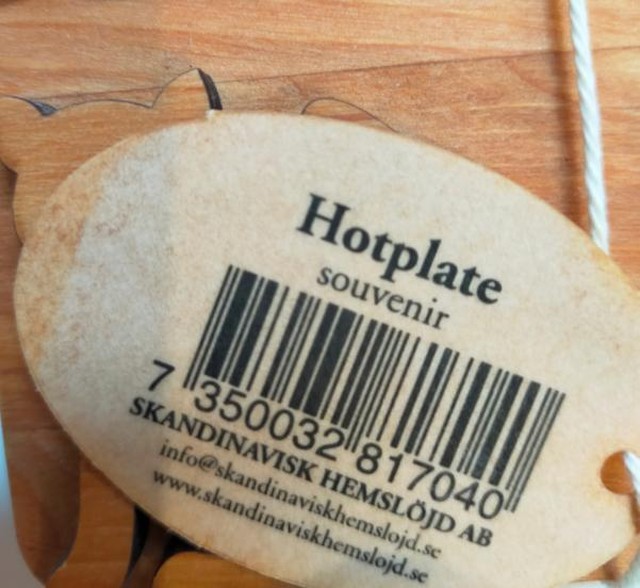 Hotplate
souvenir
7 350032 817040
SKANDINAVISK HEMSLÖJD AB
info@skandinaviskhemslojd.se
www.skandinaviskhemslojd.se